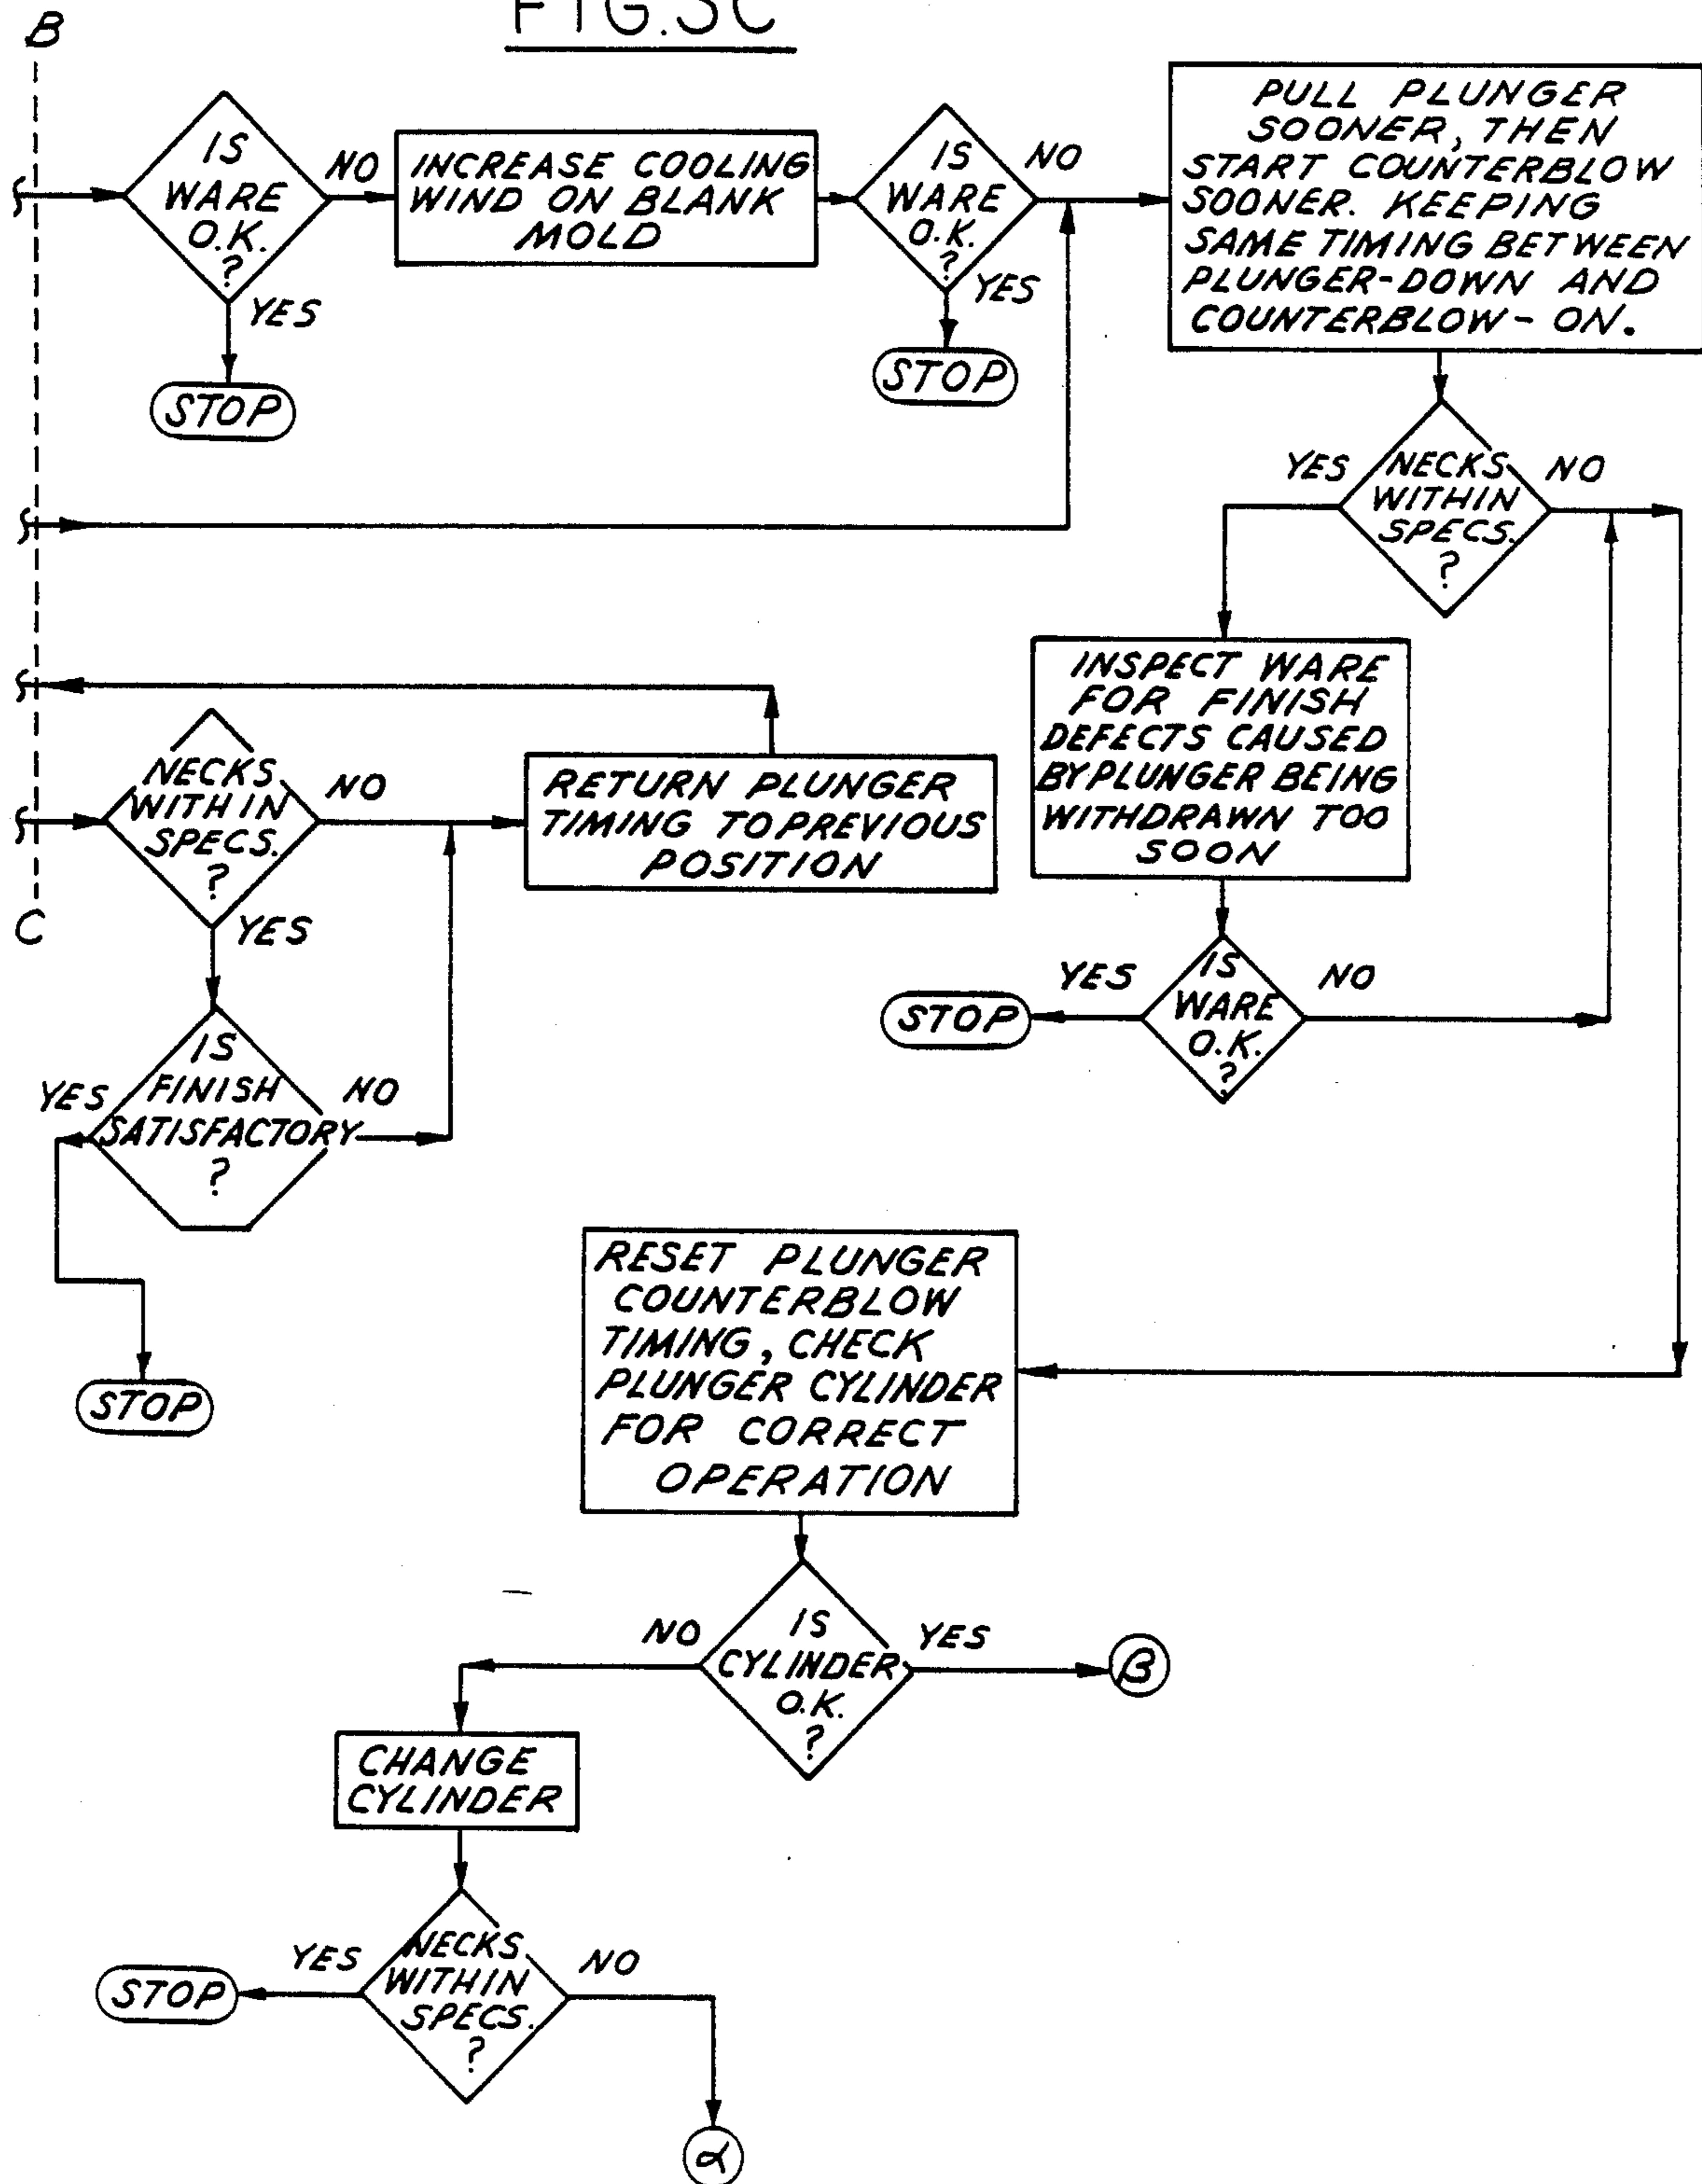 FIG.3C
B
IS
WARE
O.K.
?
NO
YES
STOP
INCREASE COOLING
WIND ON BLANK
MOLD
IS
WARE
O.K.
?
NO
YES
STOP
PULL PLUNGER
SOONER, THEN
START COUNTERBLOW
SOONER. KEEPING
SAME TIMING BETWEEN
PLUNGER-DOWN AND
COUNTERBLOW-ON.
YES
NECKS
WITHIN
SPECS.
?
NO
INSPECT WARE
FOR FINISH
DEFECTS CAUSED
BY PLUNGER BEING
WITHDRAWN TOO
SOON
YES
IS
WARE
O.K.
?
NO
STOP
NECKS
WITHIN
SPECS.
?
NO
YES
RETURN PLUNGER
TIMING TO PREVIOUS
POSITION
C
YES
IS
FINISH
SATISFACTORY
?
NO
STOP
RESET PLUNGER
COUNTERBLOW
TIMING, CHECK
PLUNGER CYLINDER
FOR CORRECT
OPERATION
NO
IS
CYLINDER
O.K.
?
YES
β
CHANGE
CYLINDER
YES
NECKS
WITHIN
SPECS.
?
NO
STOP
α